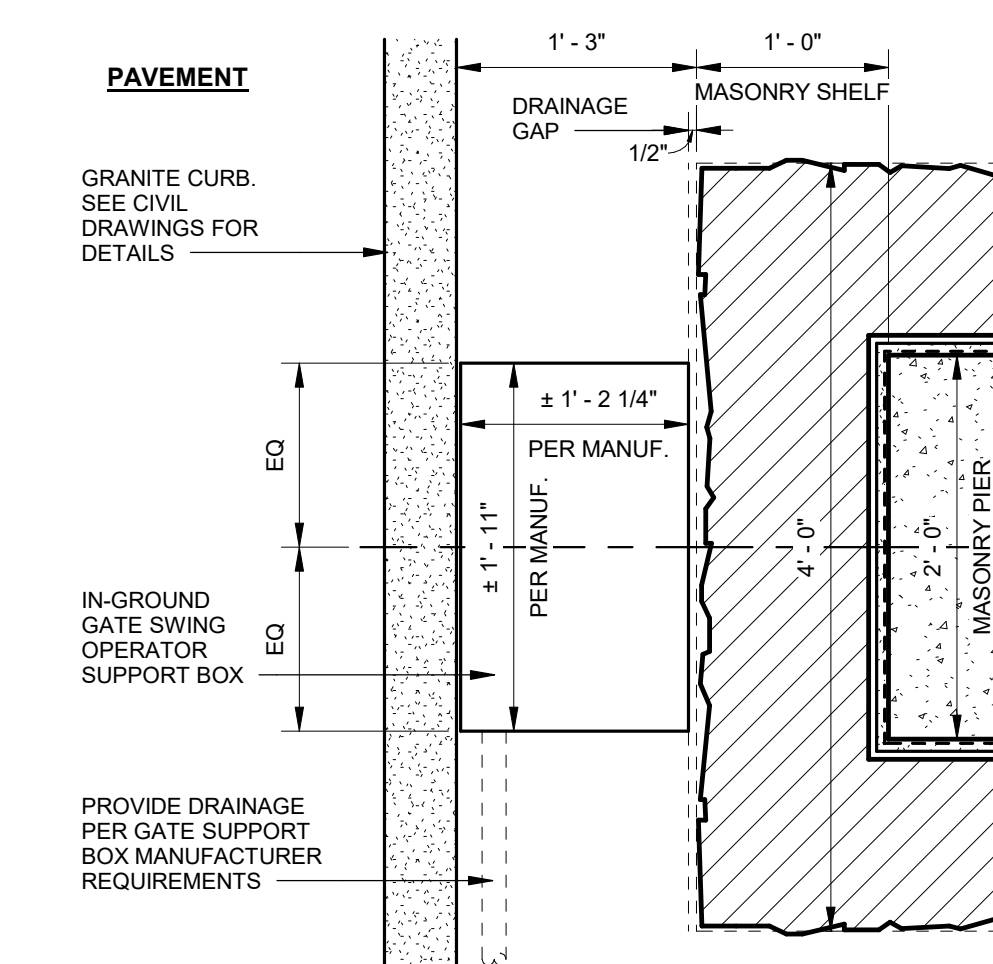 1' - 3"
1' - 0"
PAVEMENT
MASONRY SHELF
DRAINAGE
GAP
1/2"
GRANITE CURB.
SEE CIVIL
DRAWINGS FOR
DETAILS
± 1' - 2 1/4"
PER MANUF.
EQ
± 1' - 11"
PER MANUF.
4' - 0"
2' - 0"
MASONRY PIER
IN-GROUND
GATE SWING
OPERATOR
SUPPORT BOX
EQ
PROVIDE DRAINAGE
PER GATE SUPPORT
BOX MANUFACTURER
REQUIREMENTS